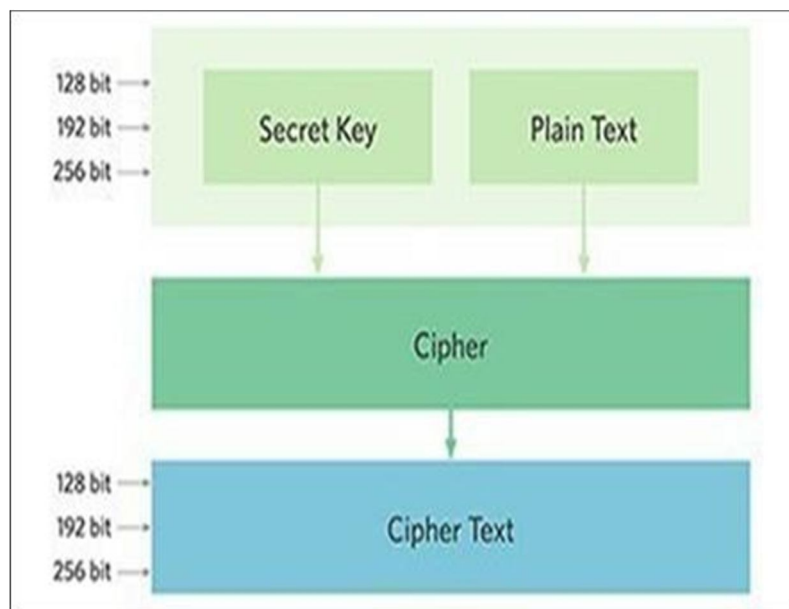 128 bit
192 bit
256 bit
Secret Key
Plain Text
Cipher
128 bit
192 bit
256 bit
Cipher Text